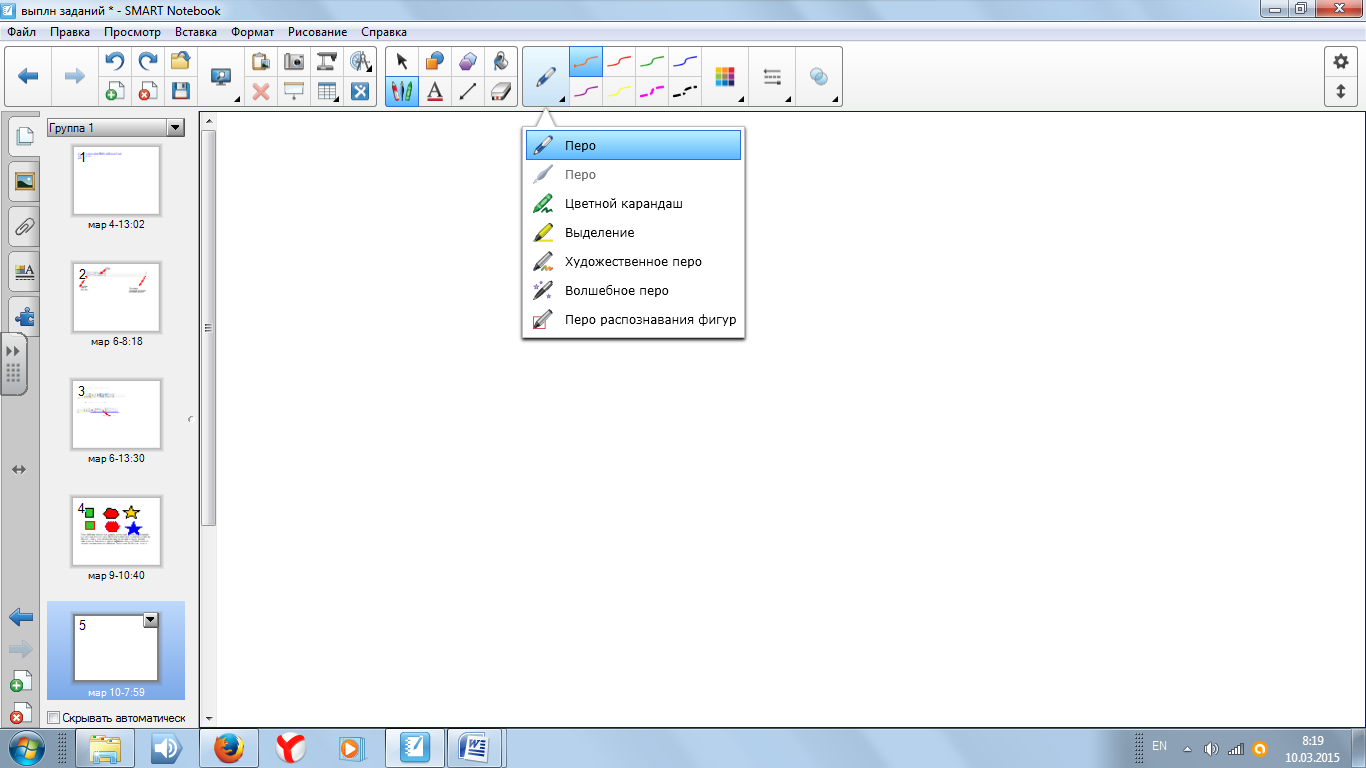 выплн заданий * - SMART Notebook
Файл Правка Просмотр Вставка Формат Рисование Справка
Группа 1
1
мар 4-13:02
2
мар 6-8:18
3
мар 6-13:30
4
мар 9-10:40
5
мар 10-7:59
Скрывать автоматическ
Перо
Перо
Цветной карандаш
Выделение
Художественное перо
Волшебное перо
Перо распознавания фигур
EN
8:19
10.03.2015